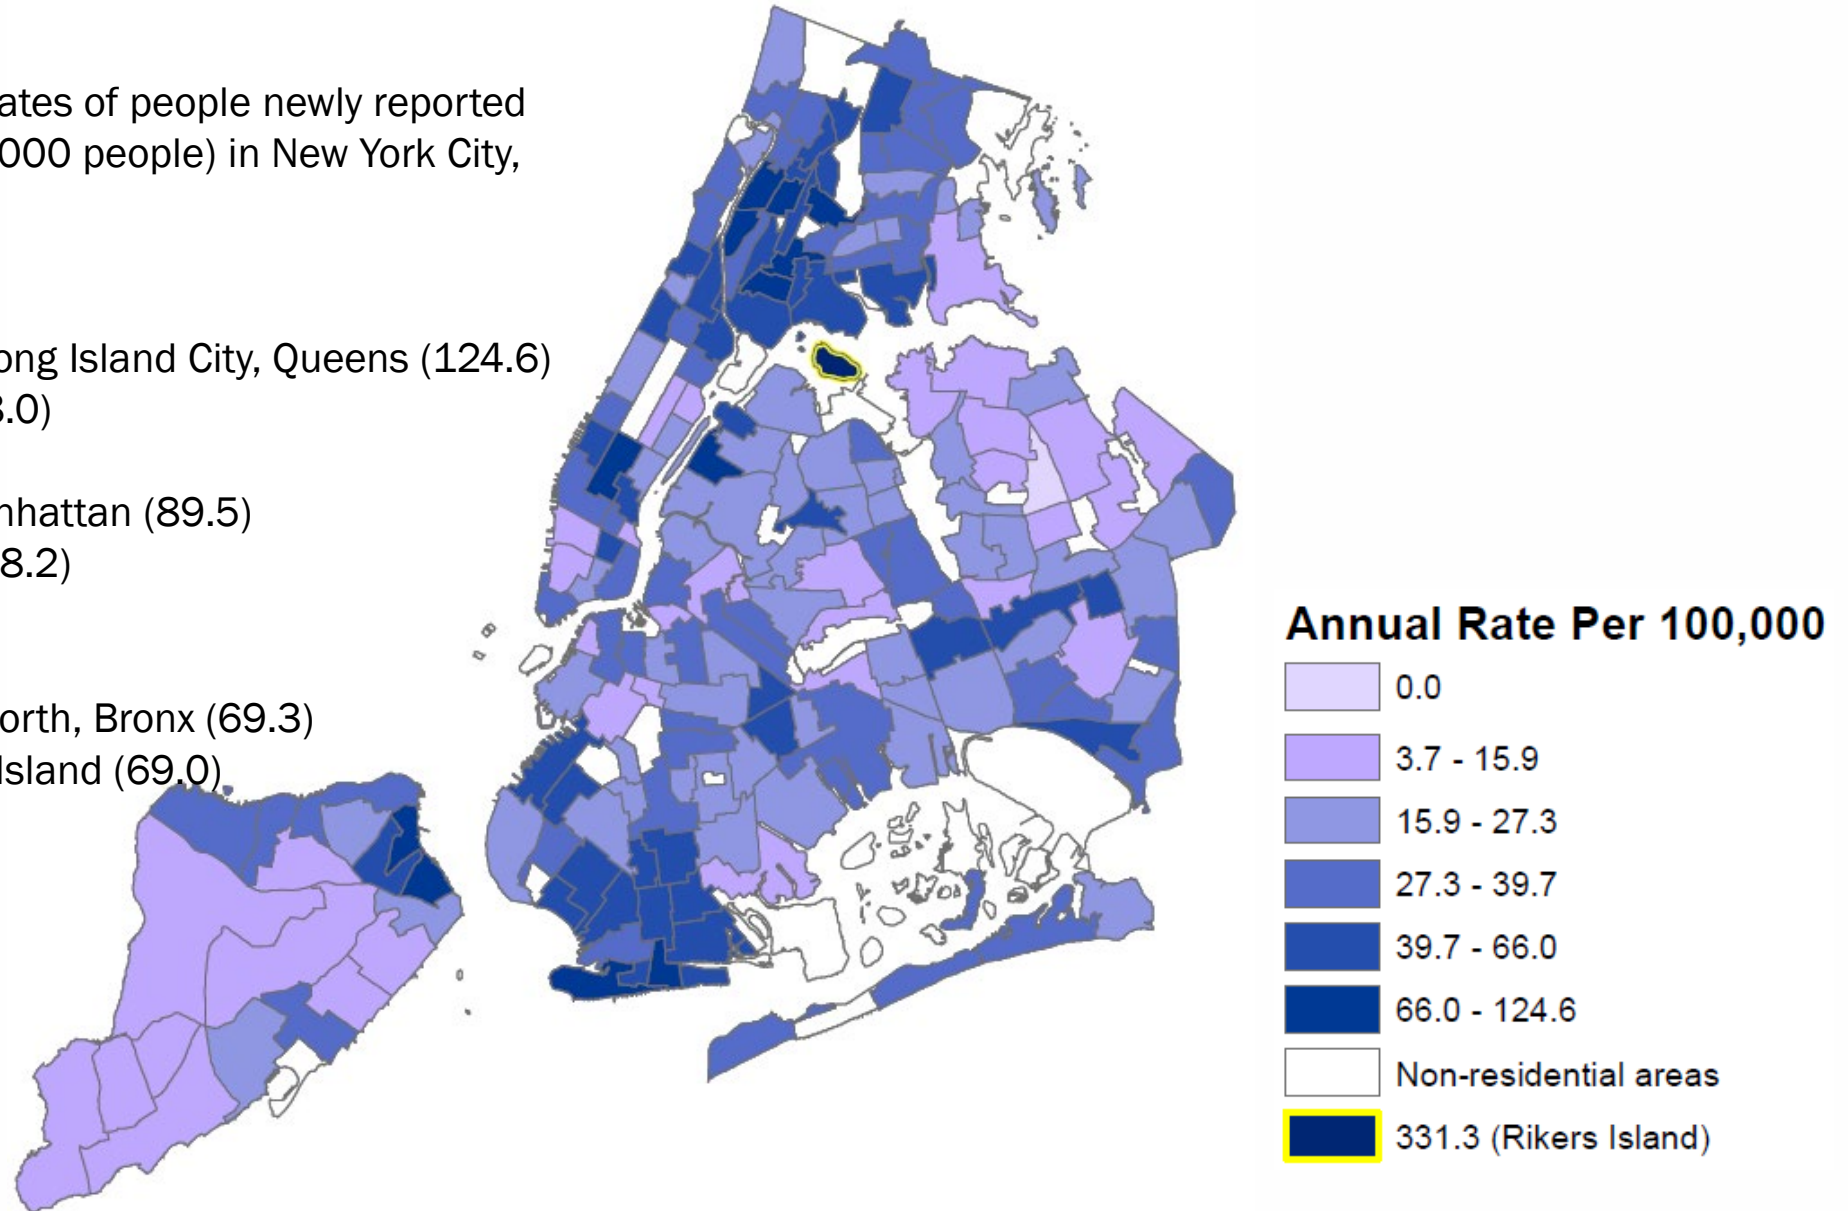 ates of people newly reported
000 people) in New York City,
ong Island City, Queens (124.6)
3.0)
nhattan (89.5)
8.2)
orth, Bronx (69.3)
Island (69.0)
Annual Rate Per 100,000
0.0
3.7 - 15.9
15.9 - 27.3
27.3 - 39.7
39.7 - 66.0
66.0 - 124.6
Non-residential areas
331.3 (Rikers Island)